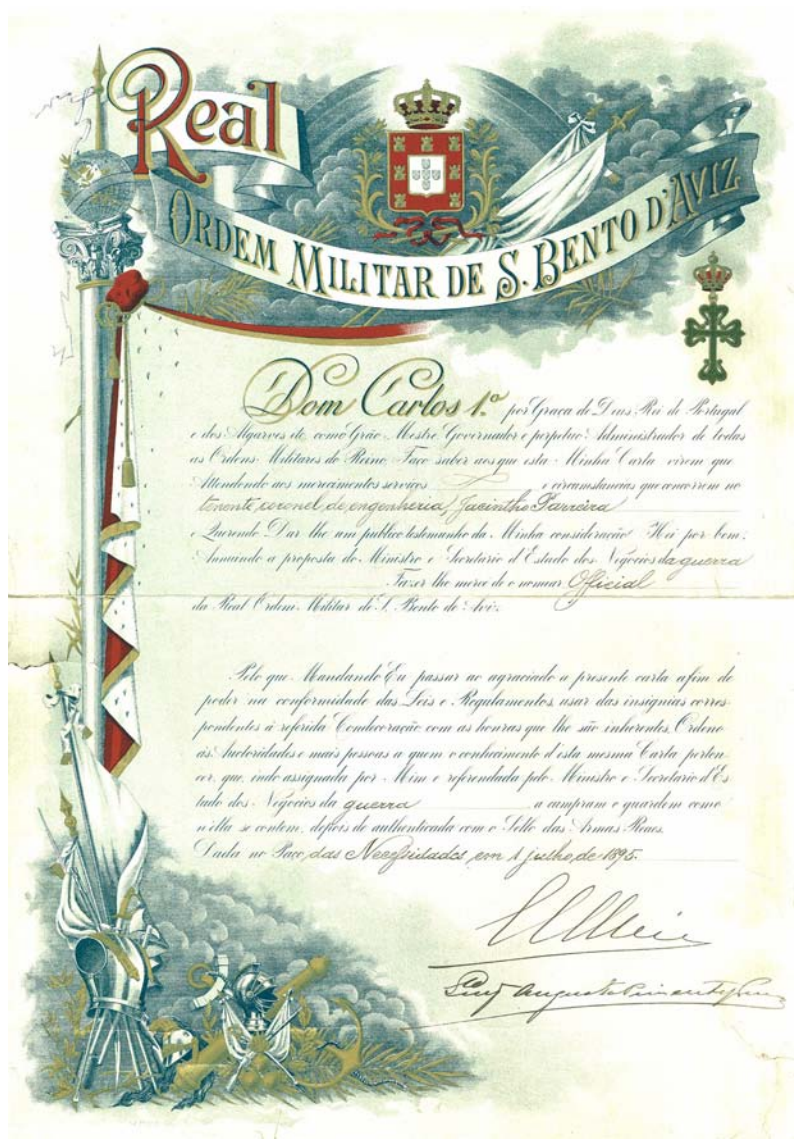 Real
ORDEM MILITAR DE S. BENTO D'AVIZ
Dom Carlos 1.º por Graça de Deus, Rei de Portugal
e dos Algarves etc. como Grão-Mestre Governador e perpetuo Administrador de todas
as Ordens Militares do Reino Faço saber aos que esta Minha Carta virem que
Attendendo aos merecimentos serviços e circumstancias que concorrem no
tenente coronel de engenheria, Jacintho Parreira
e Querendo Dar lhe um publico testemunho da Minha consideração Hei por bem,
Annuindo a proposta do Ministro e Secretario d'Estado dos Negocios da guerra
Fazer lhe merce de o nomear Official
da Real Ordem Militar de S. Bento de Aviz.
Pelo que Mandando Eu passar ao agraciado a presente carta afim de
poder na conformidade das Leis e Regulamentos, usar das insignias corres-
pondentes á referida Condecoração com as honras que lhe são inherentes, Ordeno
ás Auctoridades e mais pessoas a quem o conhecimento d'esta mesma Carta perten-
cer, que, indo assignada por Mim e referendada pelo Ministro e Secretario d'Es-
tado dos Negocios da guerra a cumpram e guardem como
n'ella se contem, depois de authenticada com o Sello das Armas Reaes.
Dada no Paço das Necessidades em 1 julho de 1895.
Luiz Augusto Pimentel